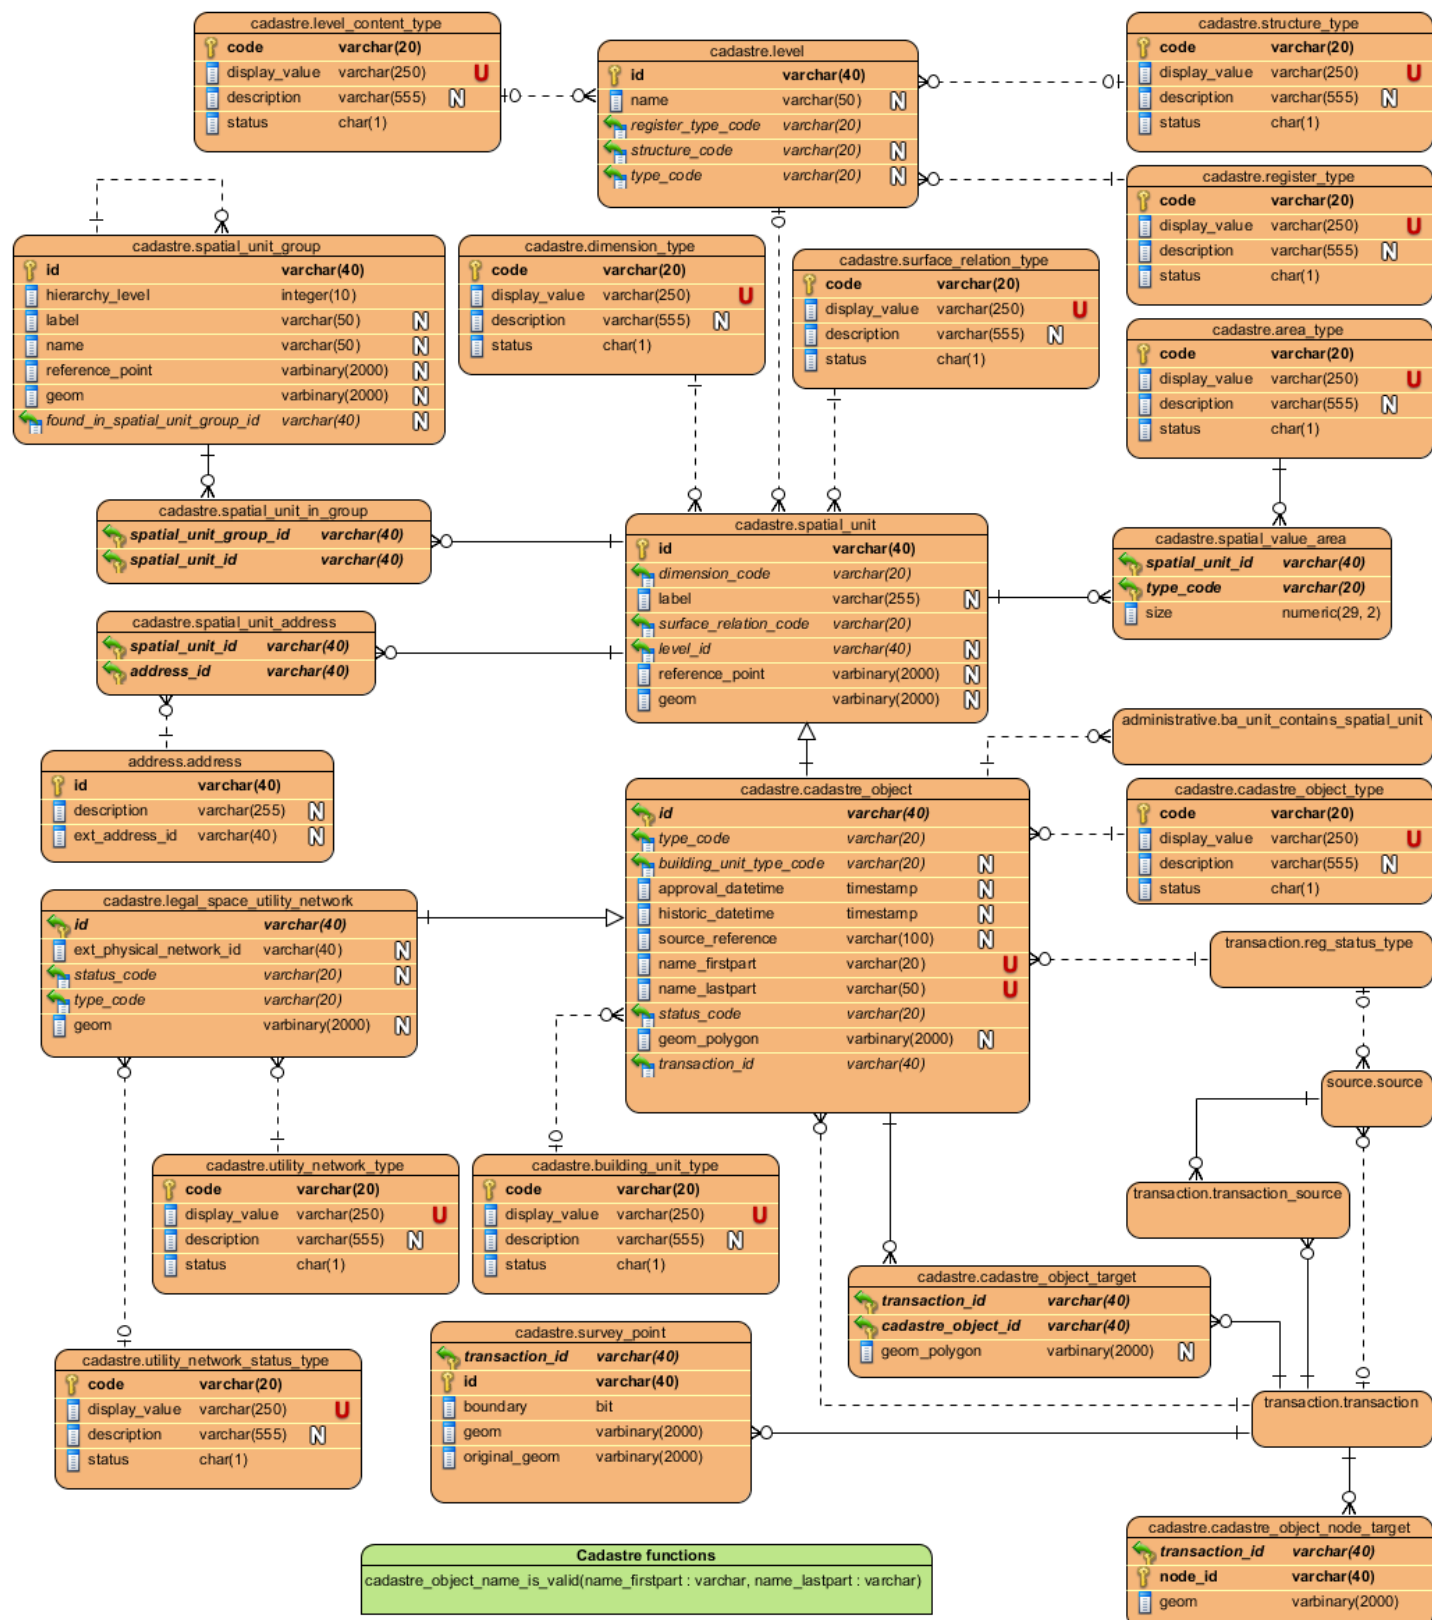 cadastre.level_content_type
code varchar(20)
display_value varchar(250) U
description varchar(555) N
status char(1)
cadastre.level
id varchar(40)
name varchar(50) N
register_type_code varchar(20)
structure_code varchar(20) N
type_code varchar(20) N
cadastre.structure_type
code varchar(20)
display_value varchar(250) U
description varchar(555) N
status char(1)
cadastre.register_type
code varchar(20)
display_value varchar(250) U
description varchar(555) N
status char(1)
cadastre.spatial_unit_group
id varchar(40)
hierarchy_level integer(10)
label varchar(50) N
name varchar(50) N
reference_point varbinary(2000) N
geom varbinary(2000) N
found_in_spatial_unit_group_id varchar(40) N
cadastre.dimension_type
code varchar(20)
display_value varchar(250) U
description varchar(555) N
status char(1)
cadastre.surface_relation_type
code varchar(20)
display_value varchar(250) U
description varchar(555) N
status char(1)
cadastre.area_type
code varchar(20)
display_value varchar(250) U
description varchar(555) N
status char(1)
cadastre.spatial_unit_in_group
spatial_unit_group_id varchar(40)
spatial_unit_id varchar(40)
cadastre.spatial_unit
id varchar(40)
dimension_code varchar(20)
label varchar(255) N
surface_relation_code varchar(20)
level_id varchar(40) N
reference_point varbinary(2000) N
geom varbinary(2000) N
cadastre.spatial_value_area
spatial_unit_id varchar(40)
type_code varchar(20)
size numeric(29, 2)
cadastre.spatial_unit_address
spatial_unit_id varchar(40)
address_id varchar(40)
administrative.ba_unit_contains_spatial_unit
address.address
id varchar(40)
description varchar(255) N
ext_address_id varchar(40) N
cadastre.cadastre_object
id varchar(40)
type_code varchar(20)
building_unit_type_code varchar(20) N
approval_datetime timestamp N
historic_datetime timestamp N
source_reference varchar(100) N
name_firstpart varchar(20) U
name_lastpart varchar(50) U
status_code varchar(20)
geom_polygon varbinary(2000) N
transaction_id varchar(40)
cadastre.cadastre_object_type
code varchar(20)
display_value varchar(250) U
description varchar(555) N
status char(1)
cadastre.legal_space_utility_network
id varchar(40)
ext_physical_network_id varchar(40) N
status_code varchar(20) N
type_code varchar(20)
geom varbinary(2000) N
transaction.reg_status_type
source.source
transaction.transaction_source
cadastre.utility_network_type
code varchar(20)
display_value varchar(250) U
description varchar(555) N
status char(1)
cadastre.building_unit_type
code varchar(20)
display_value varchar(250) U
description varchar(555) N
status char(1)
cadastre.cadastre_object_target
transaction_id varchar(40)
cadastre_object_id varchar(40)
geom_polygon varbinary(2000) N
cadastre.utility_network_status_type
code varchar(20)
display_value varchar(250) U
description varchar(555) N
status char(1)
cadastre.survey_point
transaction_id varchar(40)
id varchar(40)
boundary bit
geom varbinary(2000)
original_geom varbinary(2000)
transaction.transaction
cadastre.cadastre_object_node_target
transaction_id varchar(40)
node_id varchar(40)
geom varbinary(2000)
Cadastre functions
cadastre_object_name_is_valid(name_firstpart : varchar, name_lastpart : varchar)